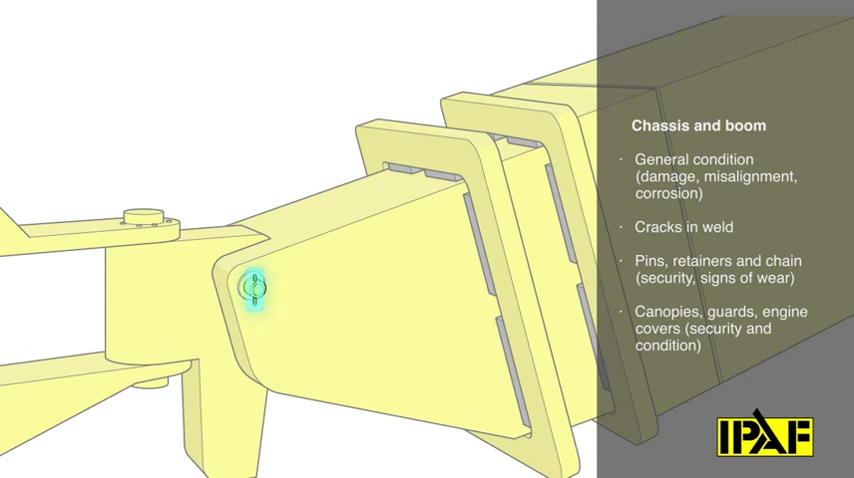 Chassis and boom
· General condition
(damage, misalignment,
corrosion)
· Cracks in weld
· Pins, retainers and chain
(security, signs of wear)
· Canopies, guards, engine
covers (security and
condition)
IPAF